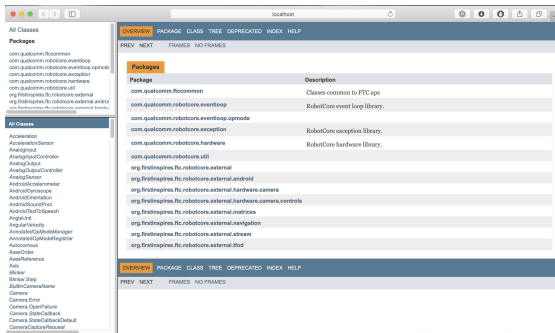 localhost
All Classes
Packages
com.qualcomm.ftccommon
com.qualcomm.robotcore.eventloop
com.qualcomm.robotcore.eventloop.opmode
com.qualcomm.robotcore.exception
com.qualcomm.robotcore.hardware
com.qualcomm.robotcore.util
org.firstinspires.ftc.robotcore.external
org.firstinspires.ftc.robotcore.external.androi
All Classes
Acceleration
AccelerationSensor
AnalogInput
AnalogInputController
AnalogOutput
AnalogOutputController
AnalogSensor
AndroidAccelerometer
AndroidGyroscope
AndroidOrientation
AndroidSoundPool
AndroidTextToSpeech
AngleUnit
AngularVelocity
AnnotatedOpModeManager
AnnotatedOpModeRegistrar
Autonomous
AxesOrder
AxesReference
Axis
Blinker
Blinker.Step
BuiltinCameraName
Camera
Camera.Error
Camera.OpenFailure
Camera.StateCallback
Camera.StateCallbackDefault
CameraCaptureRequest
OVERVIEW PACKAGE CLASS TREE DEPRECATED INDEX HELP
PREV NEXT FRAMES NO FRAMES
Packages
Package Description
com.qualcomm.ftccommon Classes common to FTC aps
com.qualcomm.robotcore.eventloop RobotCore event loop library.
com.qualcomm.robotcore.eventloop.opmode
com.qualcomm.robotcore.exception RobotCore exception library.
com.qualcomm.robotcore.hardware RobotCore hardware library.
com.qualcomm.robotcore.util
org.firstinspires.ftc.robotcore.external
org.firstinspires.ftc.robotcore.external.android
org.firstinspires.ftc.robotcore.external.hardware.camera
org.firstinspires.ftc.robotcore.external.hardware.camera.controls
org.firstinspires.ftc.robotcore.external.matrices
org.firstinspires.ftc.robotcore.external.navigation
org.firstinspires.ftc.robotcore.external.stream
org.firstinspires.ftc.robotcore.external.tfod
OVERVIEW PACKAGE CLASS TREE DEPRECATED INDEX HELP
PREV NEXT FRAMES NO FRAMES